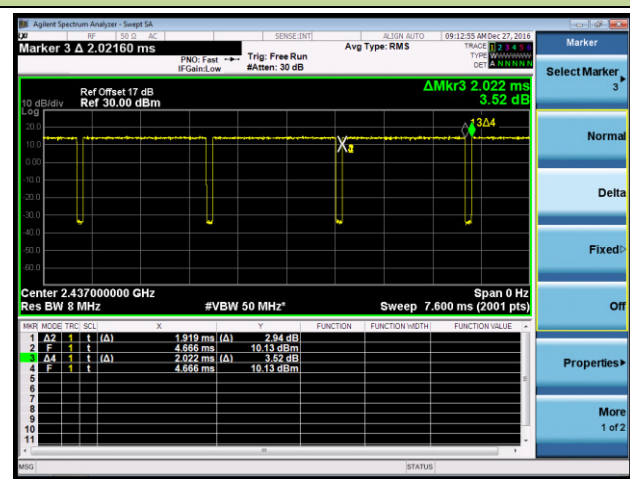 Agilent Spectrum Analyzer - Swept SA
RF 50 Ω AC SENSE:INT ALIGN AUTO 09:12:55 AM Dec 27, 2016
Marker 3 Δ 2.02160 ms
PNO: Fast Trig: Free Run Avg Type: RMS TRACE 1 2 3 4 5 6
TYPE WWWWWW
IFGain:Low #Atten: 30 dB DET A N N N N N
Marker
Select Marker
3
Normal
Delta
Fixed
Off
Properties
More
1 of 2
Ref Offset 17 dB ΔMkr3 2.022 ms
10 dB/div Ref 30.00 dBm 3.52 dB
Log
20.0
10.0
0.00
-10.0
-20.0
-30.0
-40.0
-50.0
-60.0
3Δ4
Center 2.437000000 GHz Span 0 Hz
Res BW 8 MHz #VBW 50 MHz* Sweep 7.600 ms (2001 pts)
MKR MODE TRC SCL X Y FUNCTION FUNCTION WIDTH FUNCTION VALUE
1 Δ2 1 t (Δ) 1.919 ms (Δ) 2.94 dB
2 F 1 t 4.666 ms 10.13 dBm
3 Δ4 1 t (Δ) 2.022 ms (Δ) 3.52 dB
4 F 1 t 4.666 ms 10.13 dBm
5
6
7
8
9
10
11
MSG STATUS